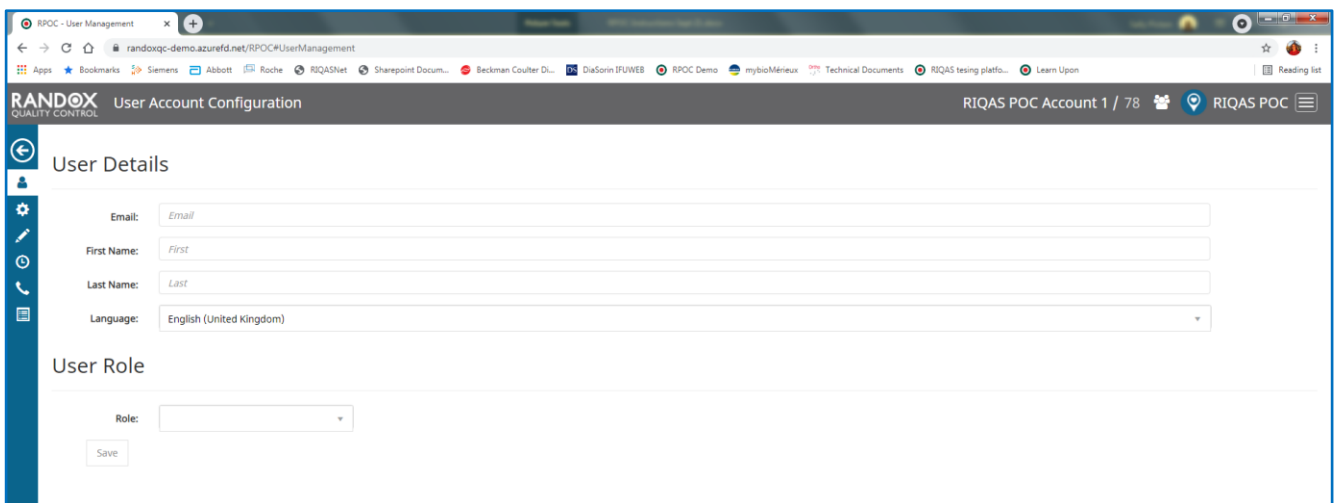 RPOC - User Management
randoxqc-demo.azurefd.net/RPOC#UserManagement
Apps Bookmarks Siemens Abbott Roche RIQASNet Sharepoint Docum... Beckman Coulter Di... DiaSorin IFUWEB RPOC Demo mybioMérieux Technical Documents RIQAS tesing platfo... Learn Upon Reading list
RANDOX
QUALITY CONTROL
User Account Configuration
RIQAS POC Account 1 / 78 RIQAS POC
User Details
Email: Email
First Name: First
Last Name: Last
Language: English (United Kingdom)
User Role
Role:
Save